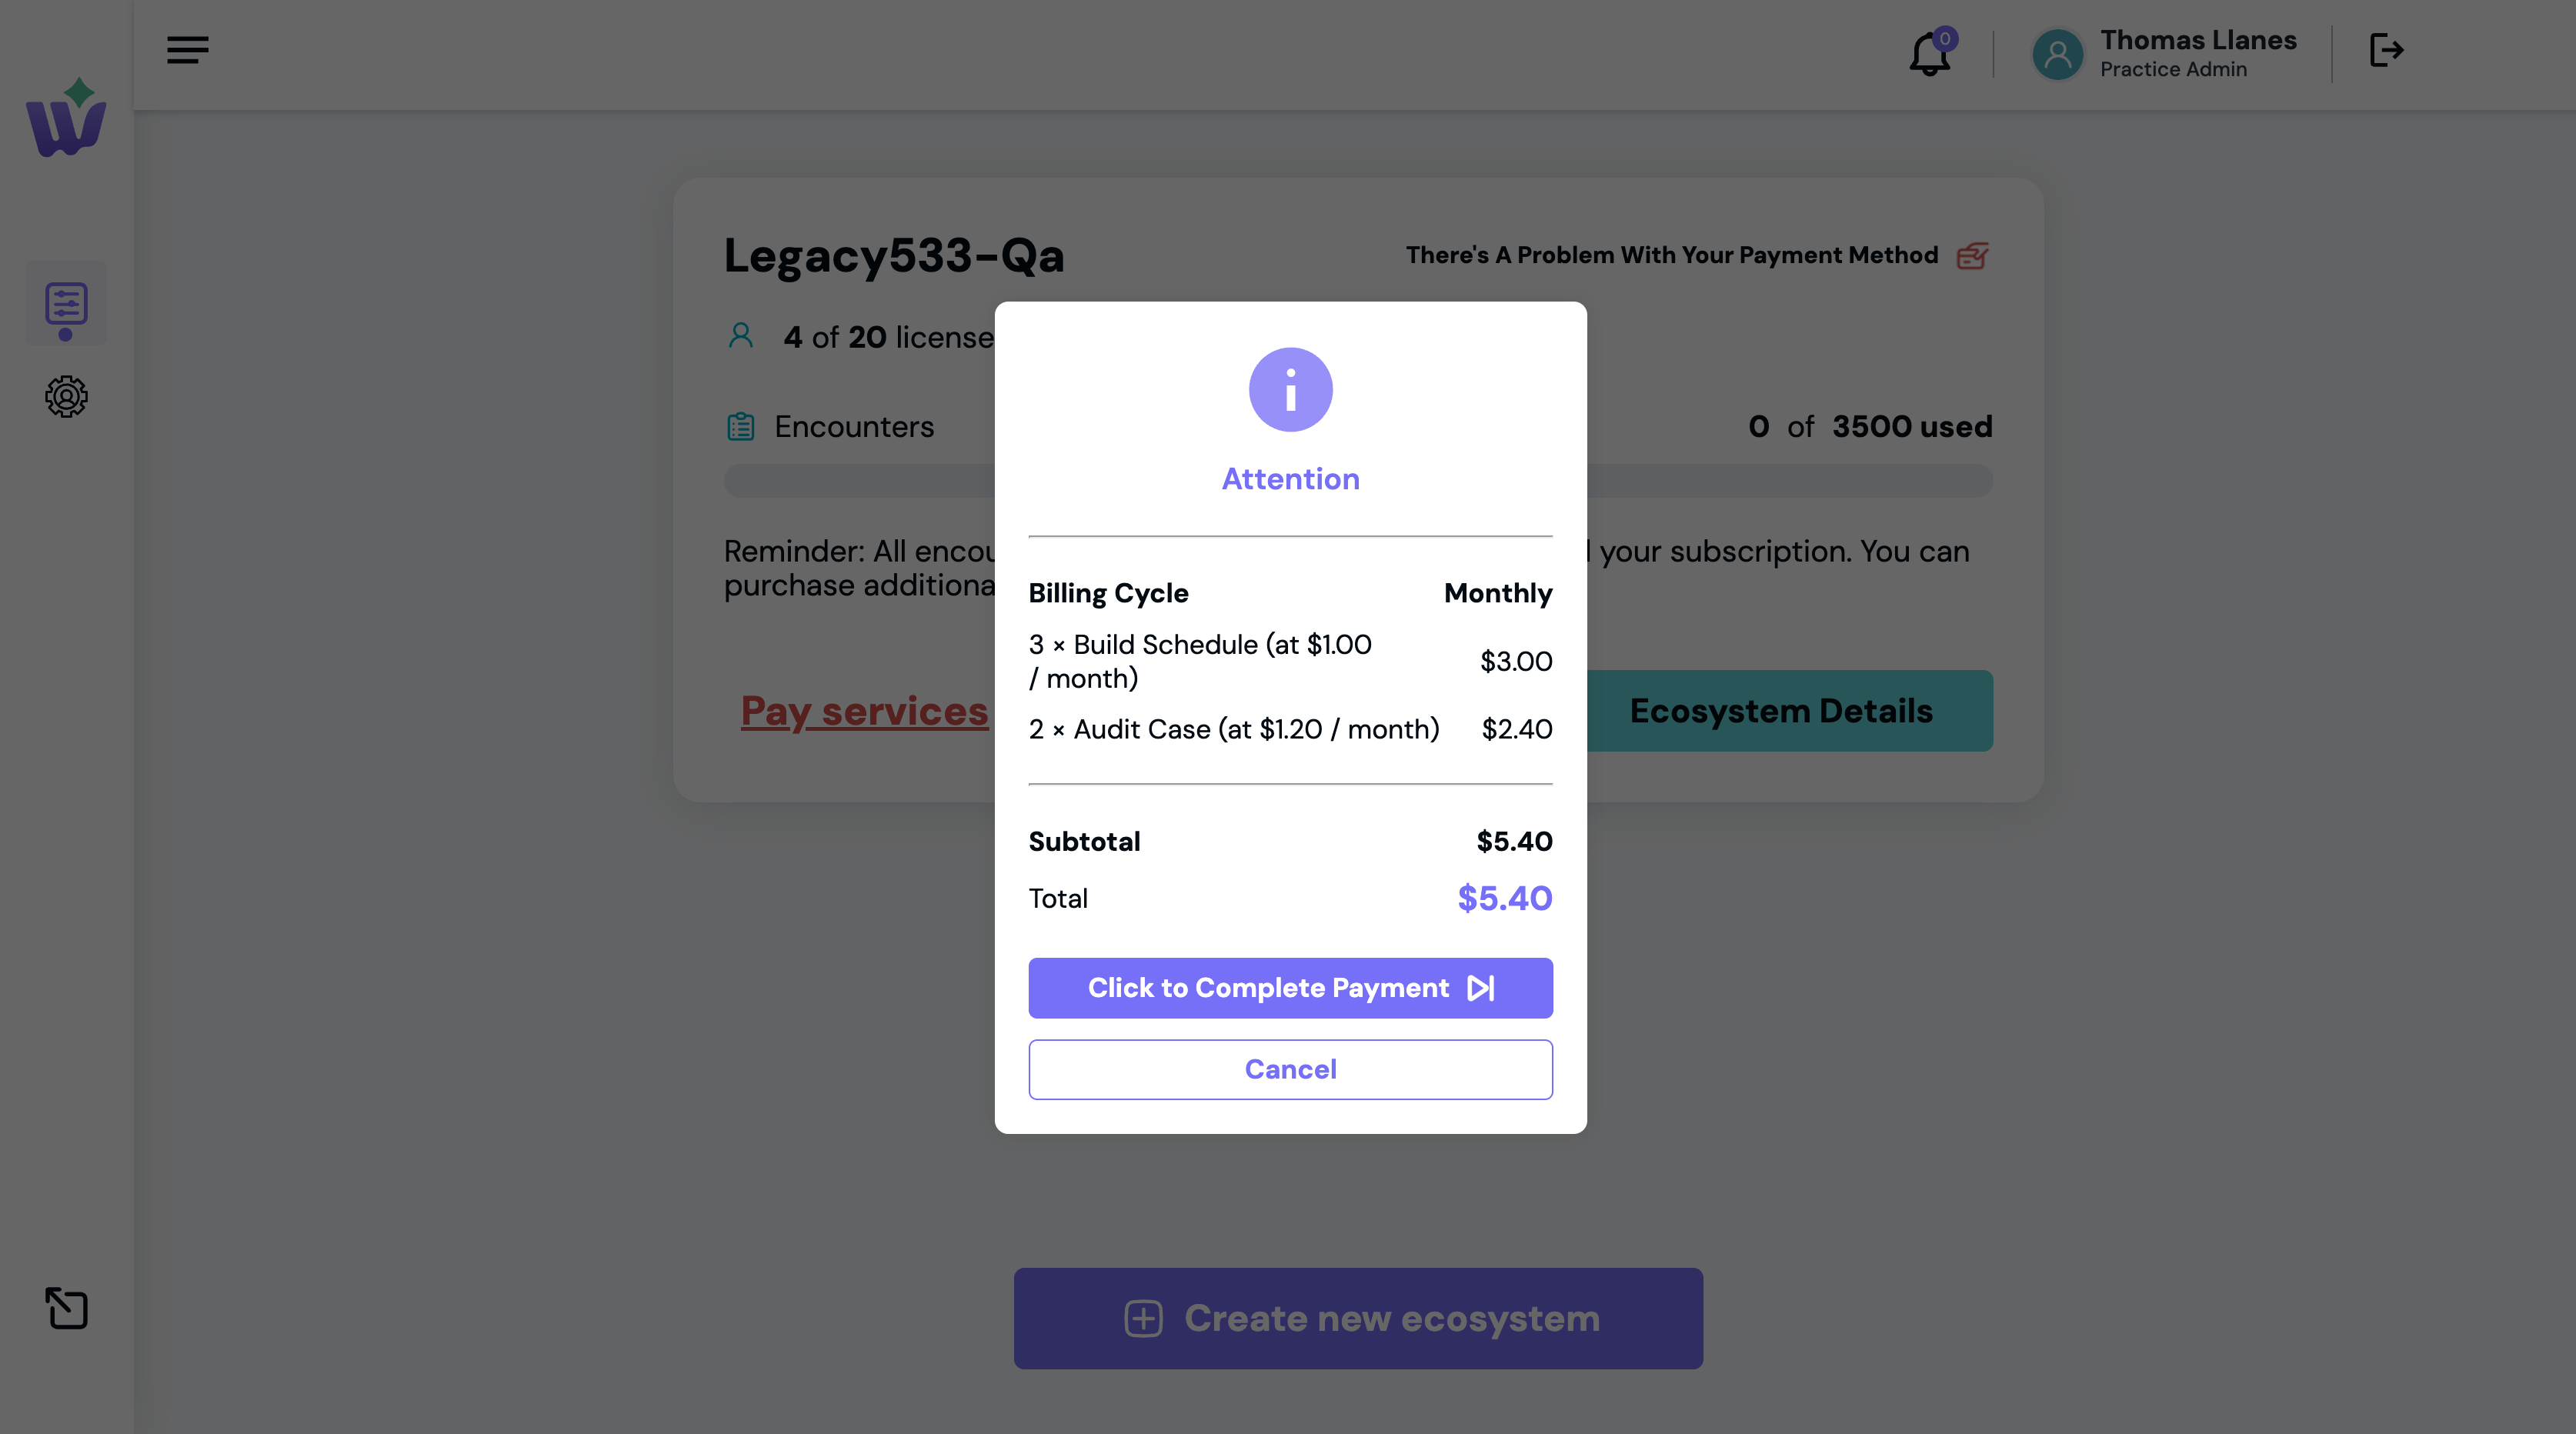 0
Thomas Llanes
Practice Admin
Legacy533-Qa
There's A Problem With Your Payment Method
4 of 20 license
Encounters
0 of 3500 used
Reminder: All encou
your subscription. You can
purchase additiona
Pay services
Ecosystem Details
Attention
Billing Cycle Monthly
3 × Build Schedule (at $1.00
/ month) $3.00
2 × Audit Case (at $1.20 / month) $2.40
Subtotal $5.40
Total $5.40
Click to Complete Payment
Cancel
Create new ecosystem